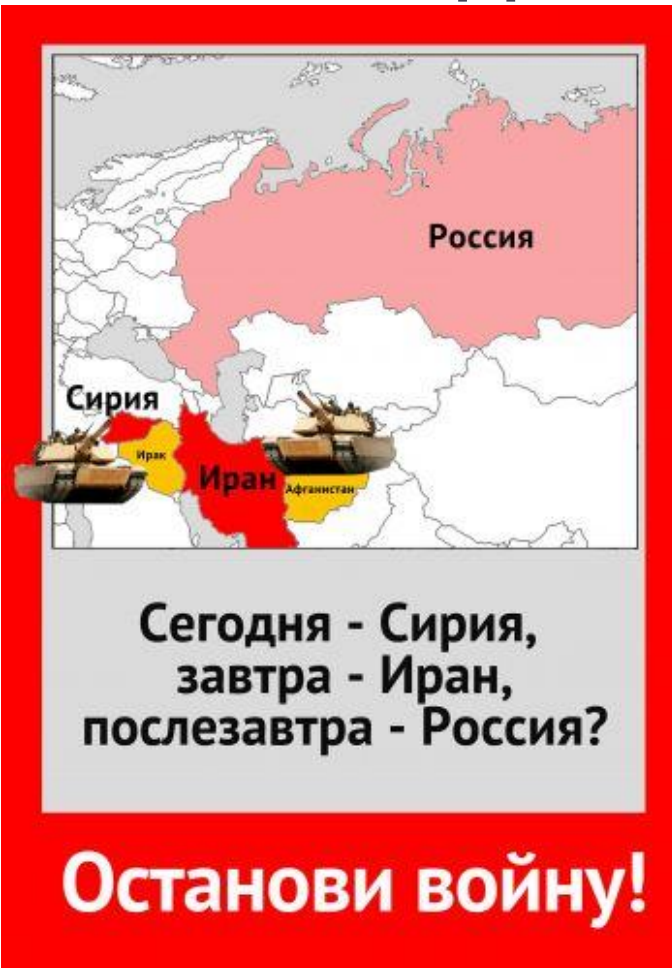 Россия
Сирия
Ирак
Иран
Афганистан
Сегодня - Сирия,
завтра - Иран,
послезавтра - Россия?
Останови войну!